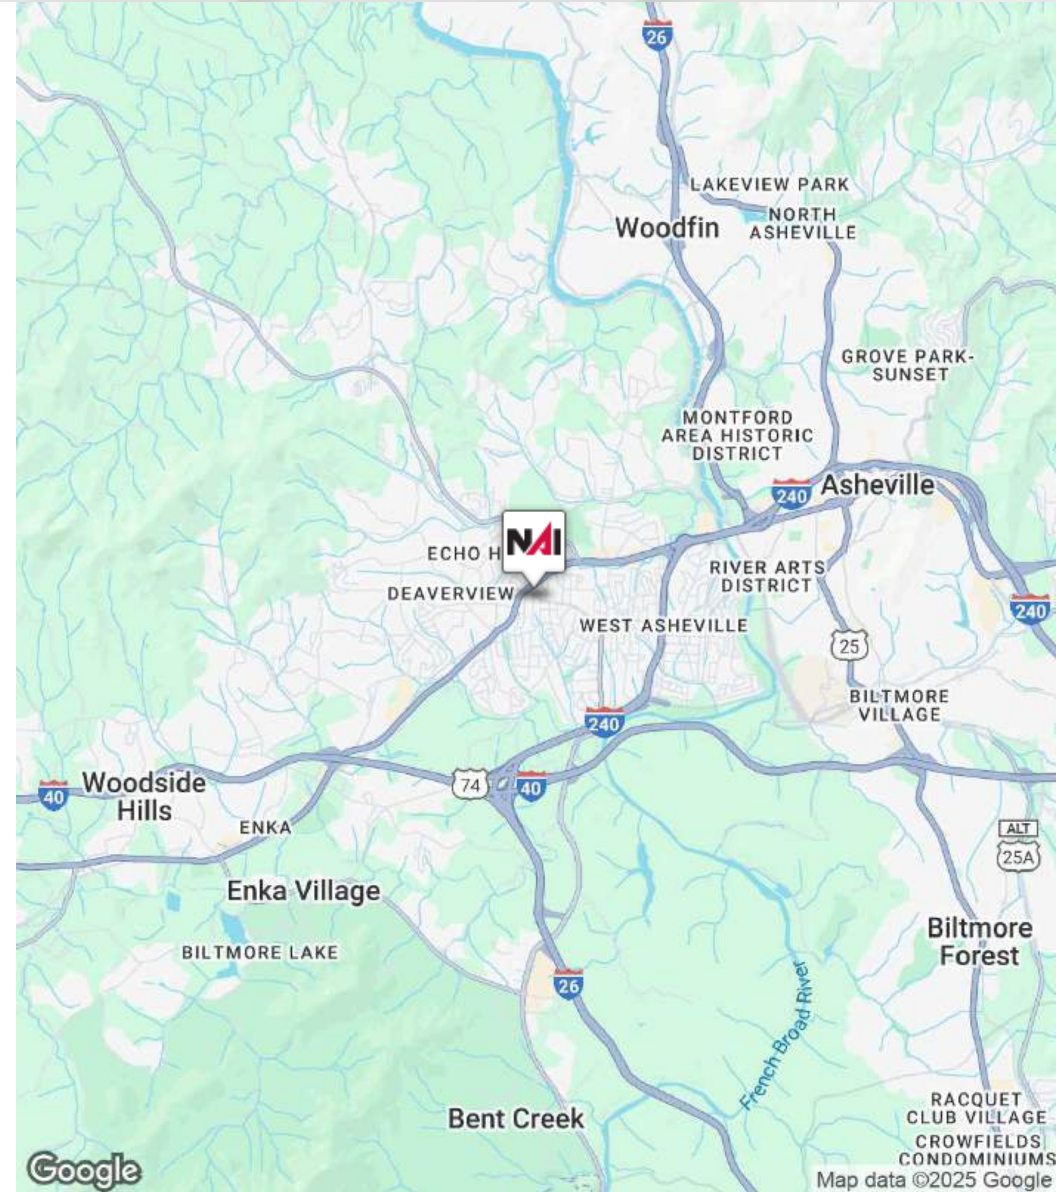 26
LAKEVIEW PARK
NORTH
ASHEVILLE
Woodfin
GROVE PARK-
SUNSET
MONTFORD
AREA HISTORIC
DISTRICT
240
Asheville
NAI
ECHO H
DEAVERVIEW
RIVER ARTS
DISTRICT
240
WEST ASHEVILLE
25
BILTMORE
VILLAGE
240
74
40
40
Woodside
Hills
ENKA
ALT
25A
Enka Village
Biltmore
Forest
BILTMORE LAKE
26
French Broad River
Bent Creek
RACQUET
CLUB VILLAGE
CROWFIELDS
CONDOMINIUMS
Google
Map data ©2025 Google